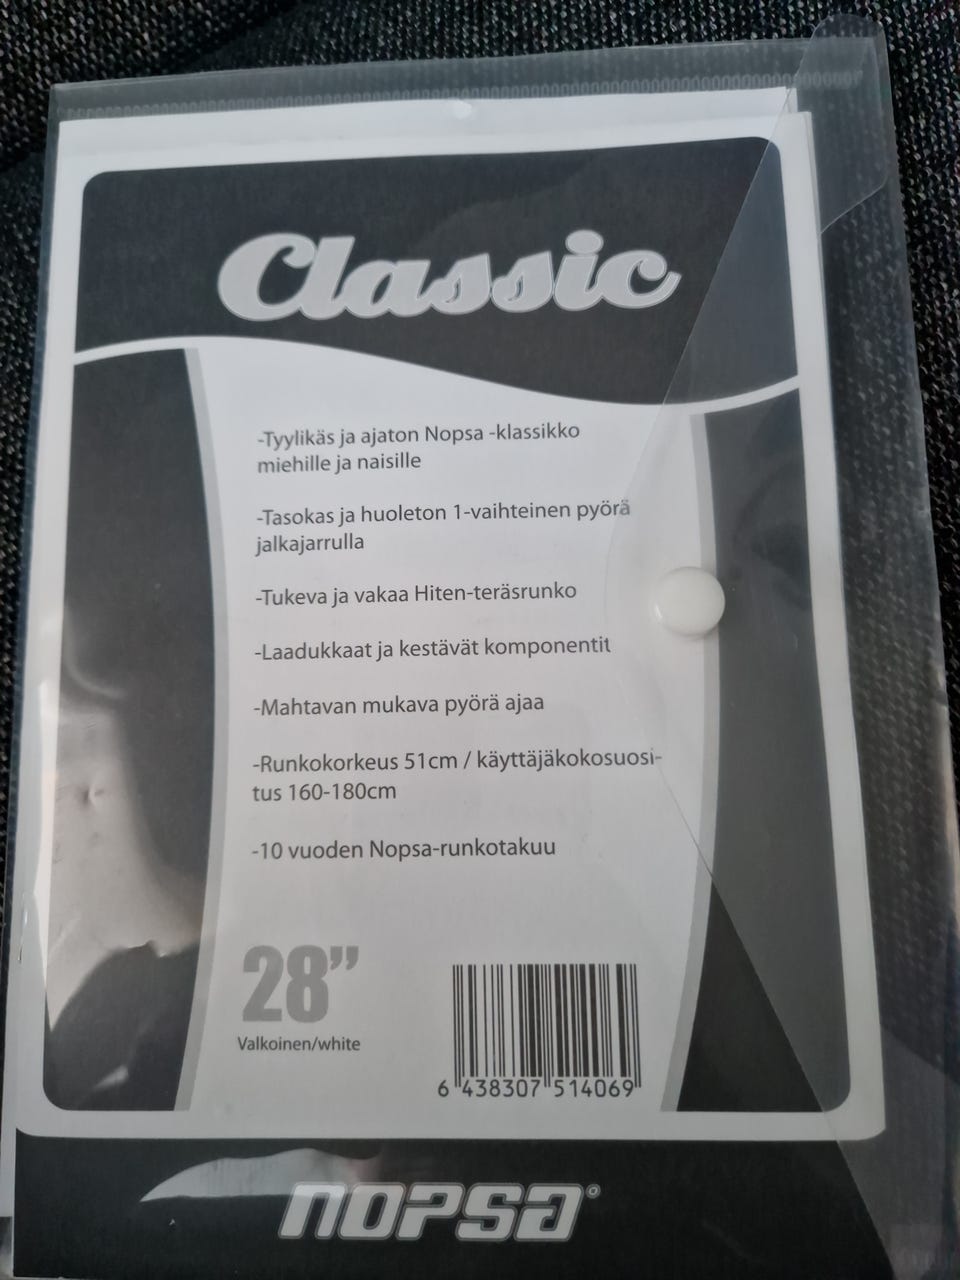 Classic
-Tyylikäs ja ajaton Nopsa -klassikko
miehille ja naisille
-Tasokas ja huoleton 1-vaihteinen pyörä
jalkajarrulla
-Tukeva ja vakaa Hiten-teräsrunko
-Laadukkaat ja kestävät komponentit
-Mahtavan mukava pyörä ajaa
-Runkokorkeus 51cm / käyttäjäkokosuosi-
tus 160-180cm
-10 vuoden Nopsa-runkotakuu
28”
Valkoinen/white
6 438307 514069
nopsa